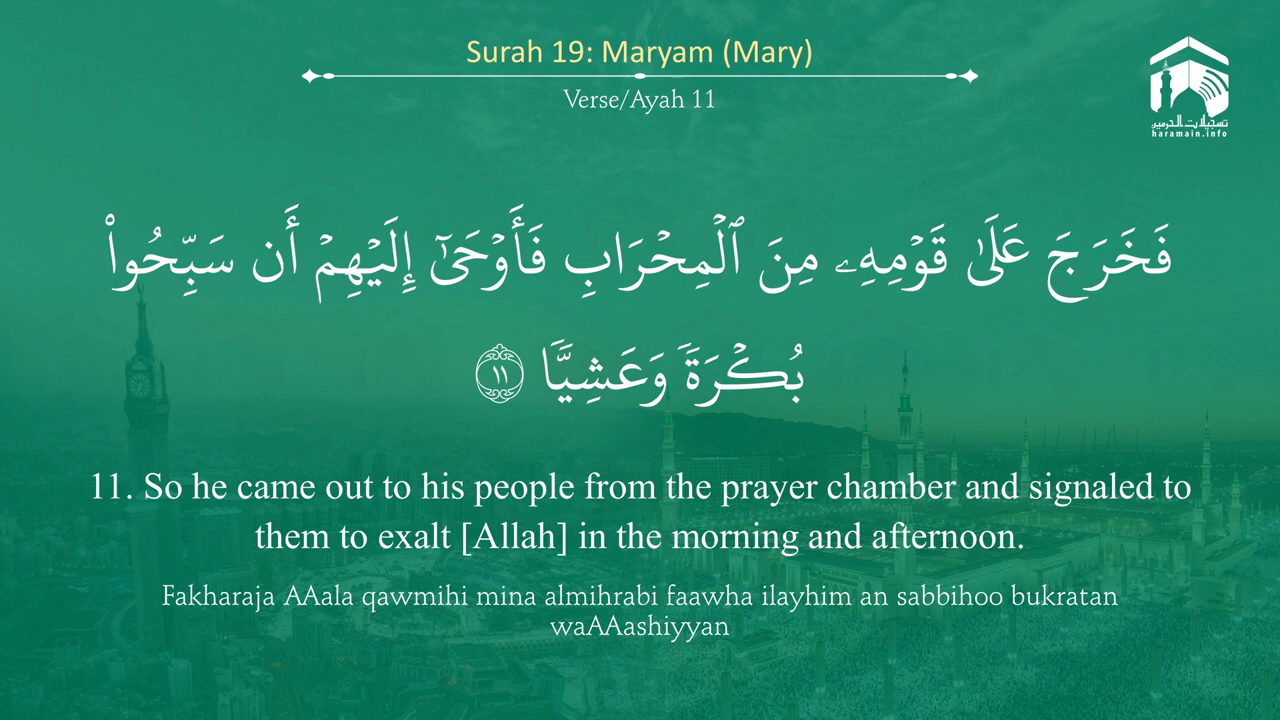 Surah 19: Maryam (Mary)
Verse/Ayah 11
تسجيلات الحرمين
haramain.info
فَخَرَجَ عَلَىٰ قَوْمِهِۦ مِنَ ٱلْمِحْرَابِ فَأَوْحَىٰٓ إِلَيْهِمْ أَن سَبِّحُوا۟
بُكْرَةً وَعَشِيًّا ١١
11. So he came out to his people from the prayer chamber and signaled to
them to exalt [Allah] in the morning and afternoon.
Fakharaja AAala qawmihi mina almihrabi faawha ilayhim an sabbihoo bukratan
waAAashiyyan